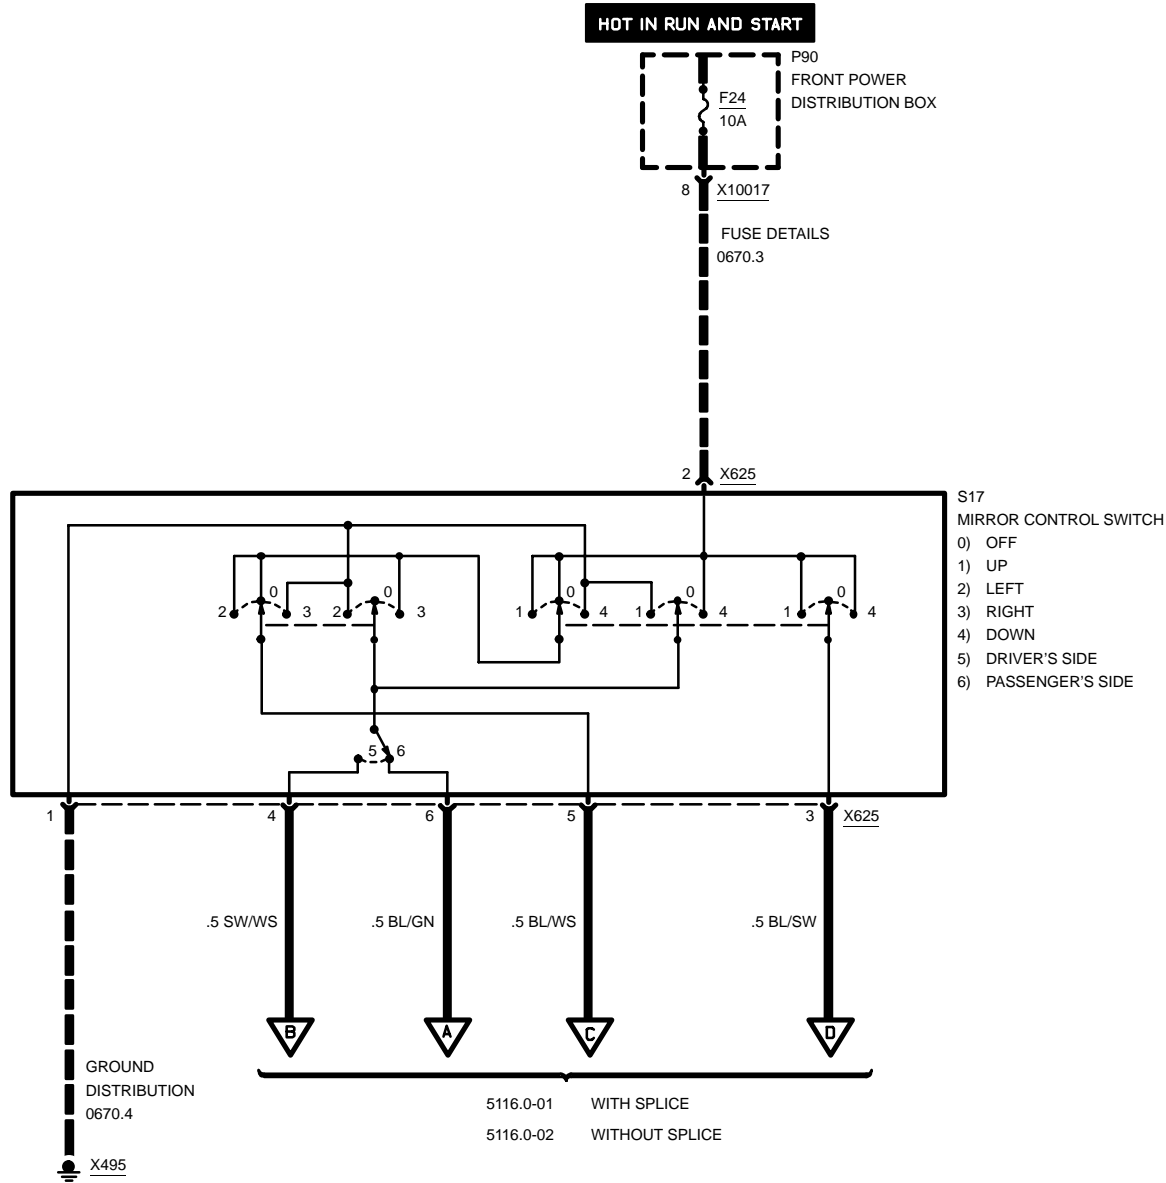 HOT IN RUN AND START
P90
FRONT POWER
DISTRIBUTION BOX
F24
10A
8 X10017
FUSE DETAILS
0670.3
2 X625
S17
MIRROR CONTROL SWITCH
0) OFF
1) UP
2) LEFT
3) RIGHT
4) DOWN
5) DRIVER'S SIDE
6) PASSENGER'S SIDE
2 0 3 2 0 3 1 0 4 1 0 4 1 0 4
5 6
1 4 6 5 3 X625
.5 SW/WS .5 BL/GN .5 BL/WS .5 BL/SW
B A C D
GROUND
DISTRIBUTION
0670.4
5116.0-01 WITH SPLICE
5116.0-02 WITHOUT SPLICE
X495